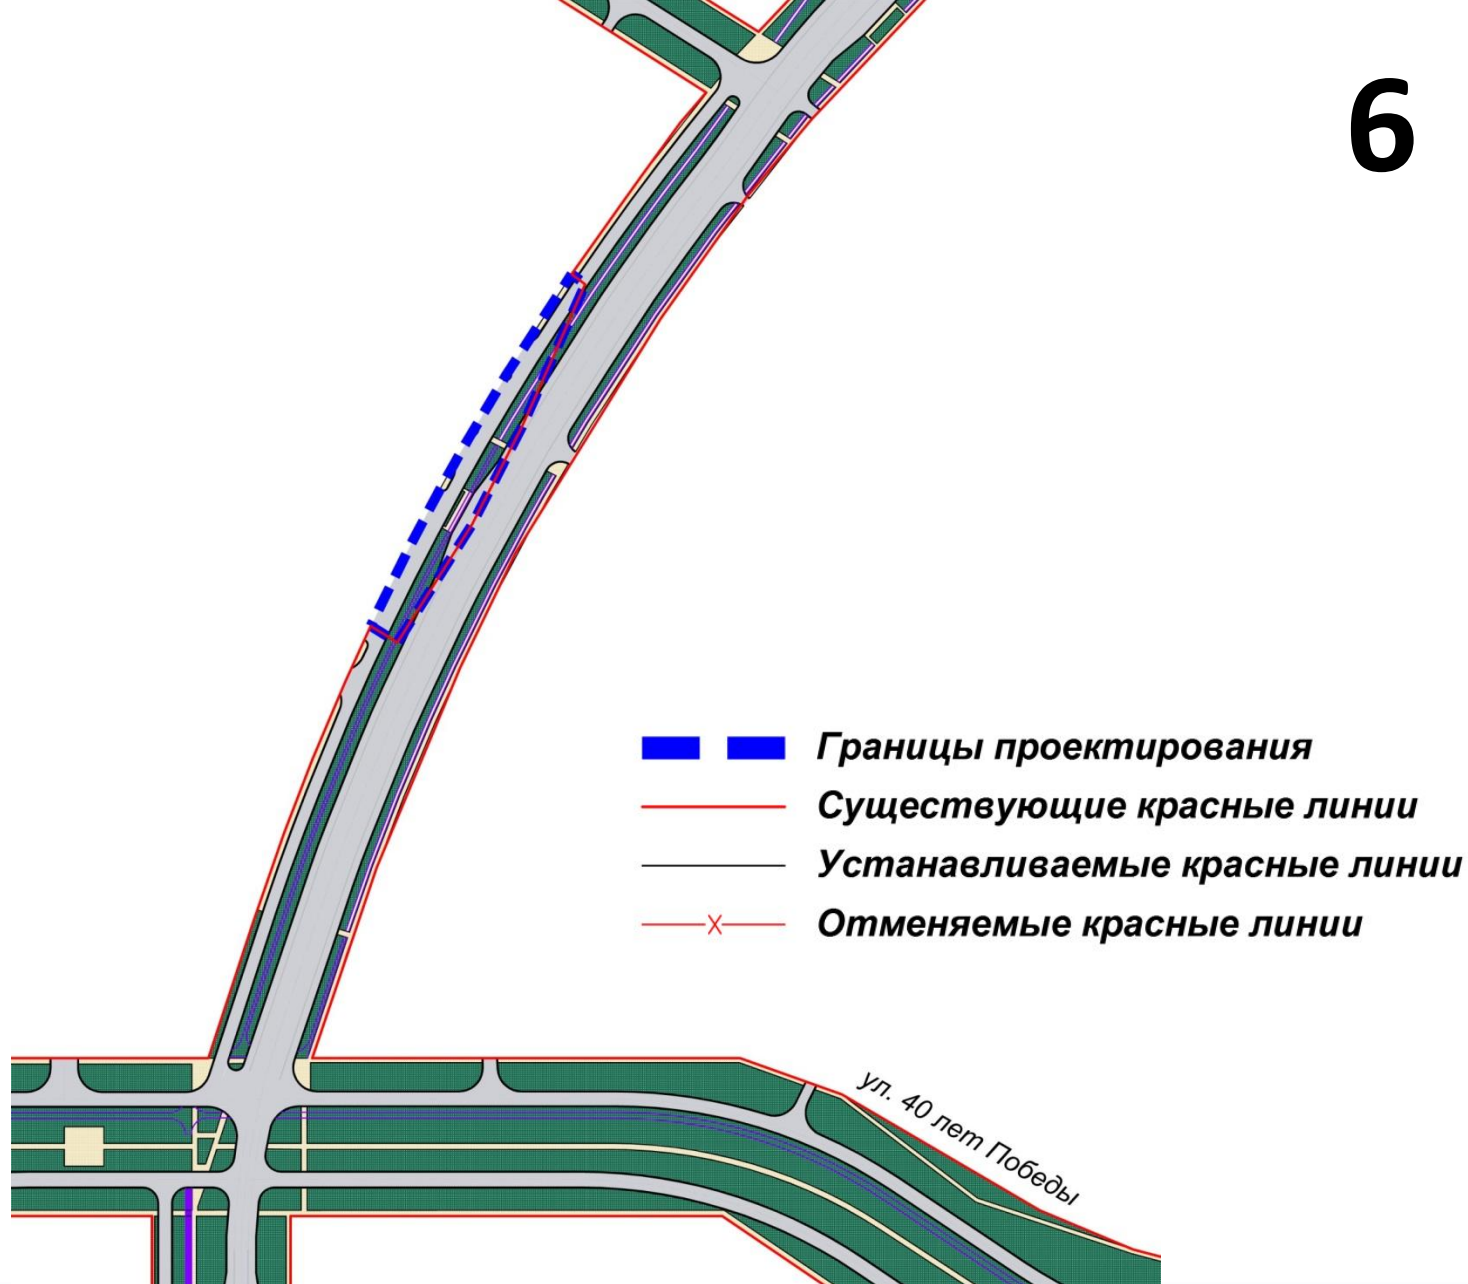 6
Границы проектирования
Существующие красные линии
Устанавливаемые красные линии
Отменяемые красные линии
ул. 40 лет Победы